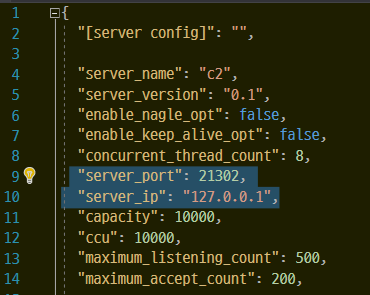 1 {
2 "[server config]": "",
3
4 "server_name": "c2",
5 "server_version": "0.1",
6 "enable_nagle_opt": false,
7 "enable_keep_alive_opt": false,
8 "concurrent_thread_count": 8,
9 "server_port": 21302,
10 "server_ip": "127.0.0.1",
11 "capacity": 10000,
12 "ccu": 10000,
13 "maximum_listening_count": 500,
14 "maximum_accept_count": 200,